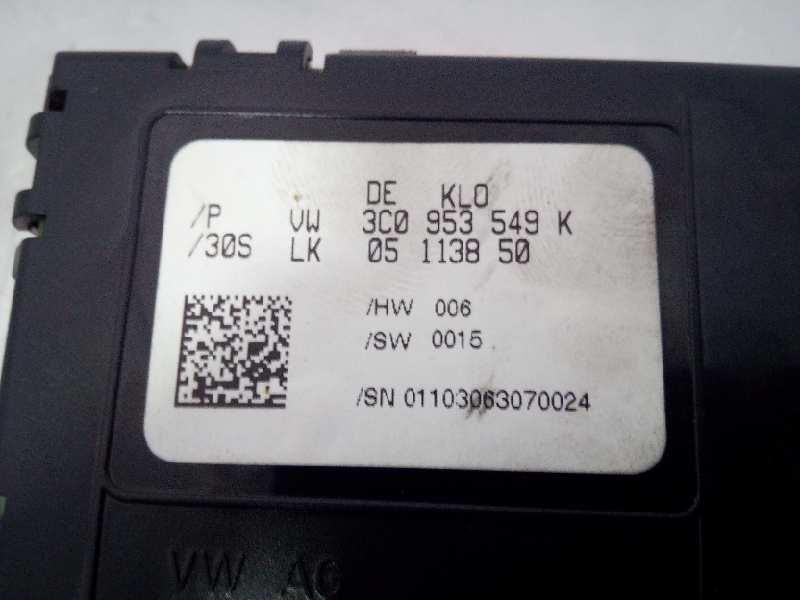 DE KLO
/P VW 3C0 953 549 K
/30S LK 05 1138 50
/HW 006
/SW 0015
/SN 01103063070024
VW AG